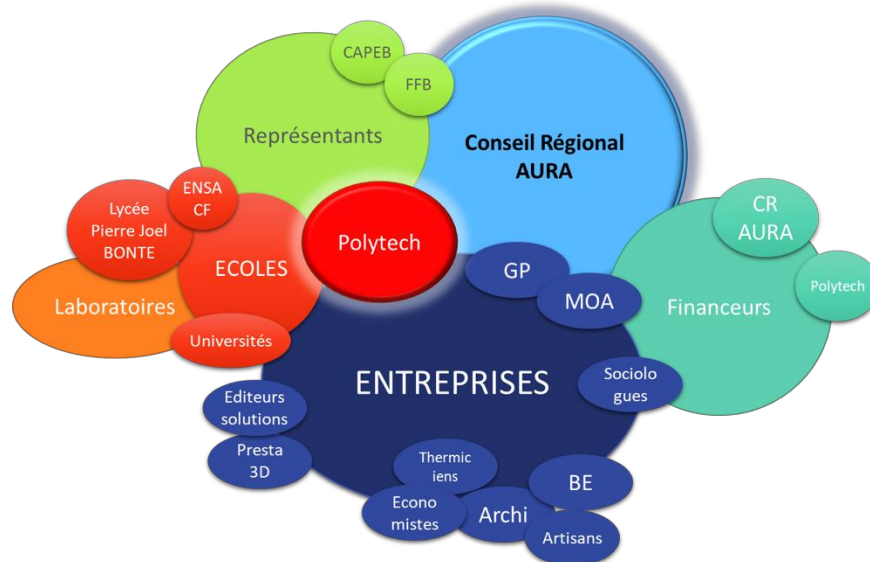 CAPEB
FFB
Représentants
Conseil Régional
AURA
ENSA
CF
Lycée
Pierre Joel
BONTE
CR
AURA
Polytech
ECOLES
GP
Polytech
MOA
Laboratoires
Financeurs
Universités
ENTREPRISES
Sociolo
gues
Editeurs
solutions
Presta
3D
Thermic
iens
BE
Econo
mistes
Archi
Artisans